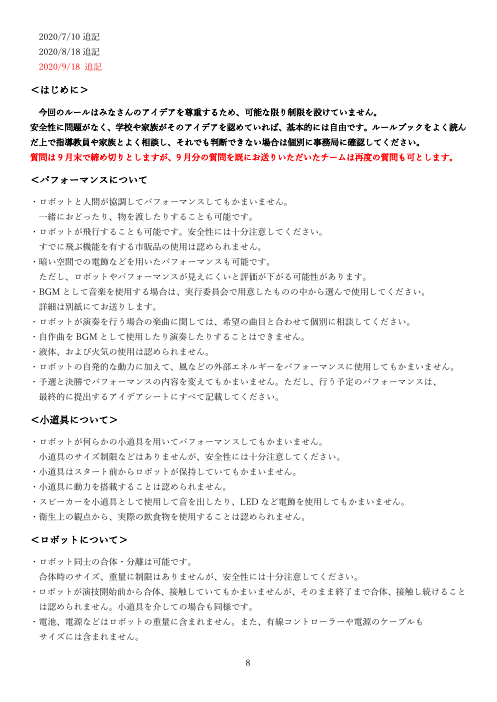 2020/7/10 追記
2020/8/18 追記
2020/9/18 追記
＜はじめに＞
今回のルールはみなさんのアイデアを尊重するため、可能な限り制限を設けていません。
安全性に問題がなく、学校や家族がそのアイデアを認めていれば、基本的には自由です。ルールブックをよく読ん
だ上で指導教員や家族とよく相談し、それでも判断できない場合は個別に事務局に確認してください。
質問は 9 月末で締め切りとしますが、9 月分の質問を既にお送りいただいたチームは再度の質問も可とします。
＜パフォーマンスについて
・ロボットと人間が協調してパフォーマンスしてもかまいません。
一緒におどったり、物を渡したりすることも可能です。
・ロボットが飛行することも可能です。安全性には十分注意してください。
すでに飛ぶ機能を有する市販品の使用は認められません。
・暗い空間での電飾などを用いたパフォーマンスも可能です。
ただし、ロボットやパフォーマンスが見えにくいと評価が下がる可能性があります。
・BGM として音楽を使用する場合は、実行委員会で用意したものの中から選んで使用してください。
詳細は別紙にてお送りします。
・ロボットが演奏を行う場合の楽曲に関しては、希望の曲目と合わせて個別に相談してください。
・自作曲を BGM として使用したり演奏したりすることはできません。
・液体、および火気の使用は認められません。
・ロボットの自発的な動力に加えて、風などの外部エネルギーをパフォーマンスに使用してもかまいません。
・予選と決勝でパフォーマンスの内容を変えてもかまいません。ただし、行う予定のパフォーマンスは、
最終的に提出するアイデアシートにすべて記載してください。
＜小道具について＞
・ロボットが何らかの小道具を用いてパフォーマンスしてもかまいません。
小道具のサイズ制限などはありませんが、安全性には十分注意してください。
・小道具はスタート前からロボットが保持していてもかまいません。
・小道具に動力を搭載することは認められません。
・スピーカーを小道具として使用して音を出したり、LED など電飾を使用してもかまいません。
・衛生上の観点から、実際の飲食物を使用することは認められません。
＜ロボットについて＞
・ロボット同士の合体・分離は可能です。
合体時のサイズ、重量に制限はありませんが、安全性には十分注意してください。
・ロボットが演技開始前から合体、接触していてもかまいませんが、そのまま終了まで合体、接触し続けること
は認められません。小道具を介しての場合も同様です。
・電池、電源などはロボットの重量に含まれません。また、有線コントローラーや電源のケーブルも
サイズには含まれません。
8